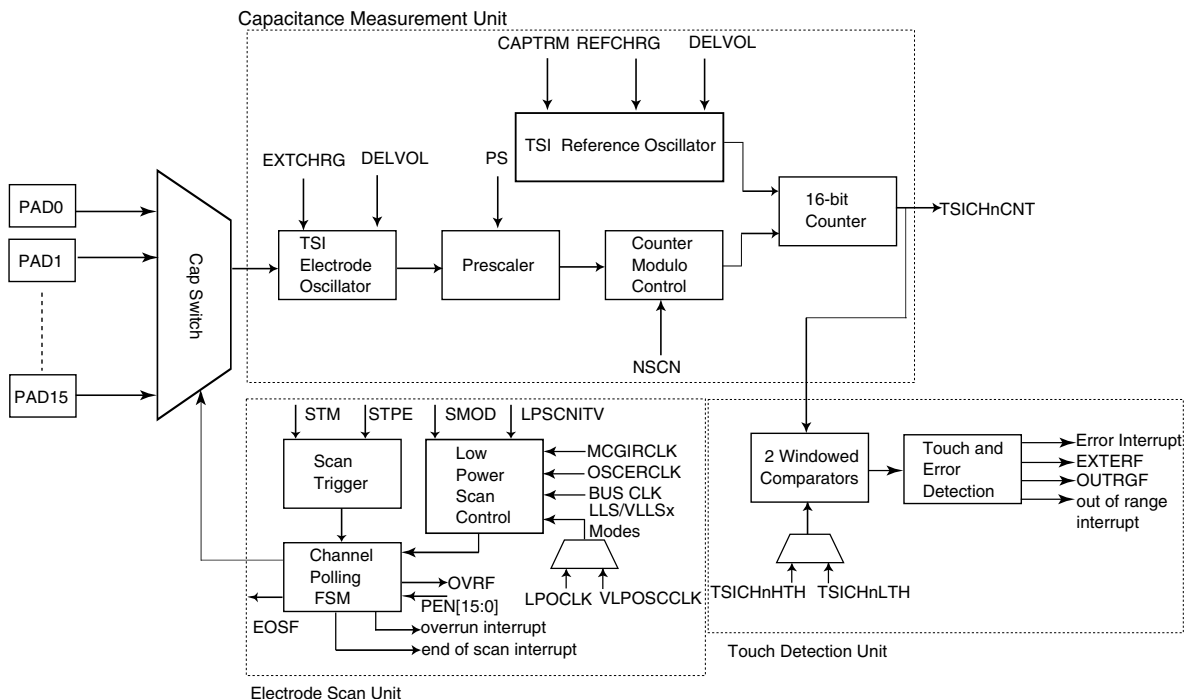 Capacitance Measurement Unit
CAPTRM REFCHRG DELVOL
TSI Reference Oscillator
EXTCHRG DELVOL PS
PAD0
PAD1
PAD15
Cap Switch
TSI
Electrode
Oscillator
Prescaler
Counter
Modulo
Control
16-bit
Counter
TSICHnCNT
NSCN
STM STPE SMOD LPSCNITV
Scan
Trigger
Low
Power
Scan
Control
MCGIRCLK
OSCERCLK
BUS CLK
LLS/VLLSx
Modes
LPOCLK VLPOSCCLK
Channel
Polling
FSM
OVRF
PEN[15:0]
EOSF
overrun interrupt
end of scan interrupt
Electrode Scan Unit
2 Windowed
Comparators
Touch and
Error
Detection
Error Interrupt
EXTERF
OUTRGF
out of range
interrupt
TSICHnHTH TSICHnLTH
Touch Detection Unit